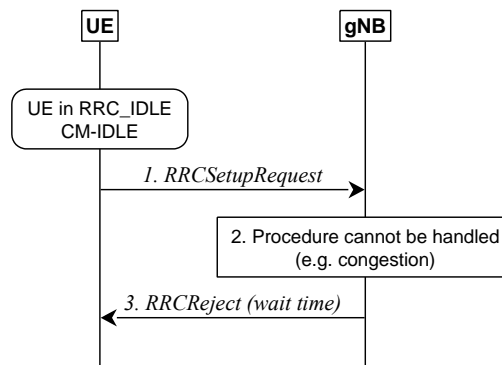 UE
gNB
UE in RRC_IDLE
CM-IDLE
1. RRCSetupRequest
2. Procedure cannot be handled
(e.g. congestion)
3. RRCReject (wait time)